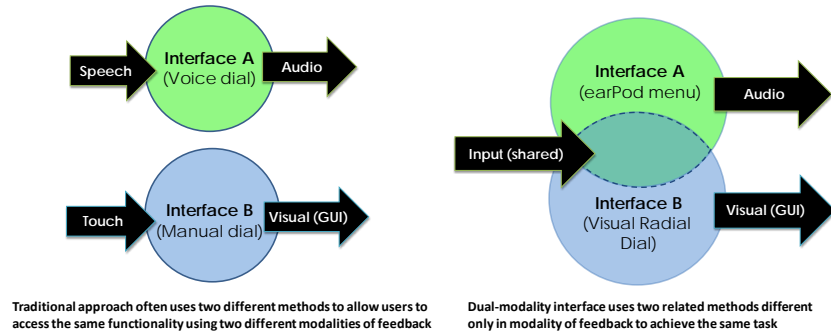 Speech
Interface A
(Voice dial)
Audio
Touch
Interface B
(Manual dial)
Visual (GUI)
Traditional approach often uses two different methods to allow users to
access the same functionality using two different modalities of feedback
Interface A
(earPod menu)
Audio
Input (shared)
Interface B
(Visual Radial
Dial)
Visual (GUI)
Dual-modality interface uses two related methods different
only in modality of feedback to achieve the same task